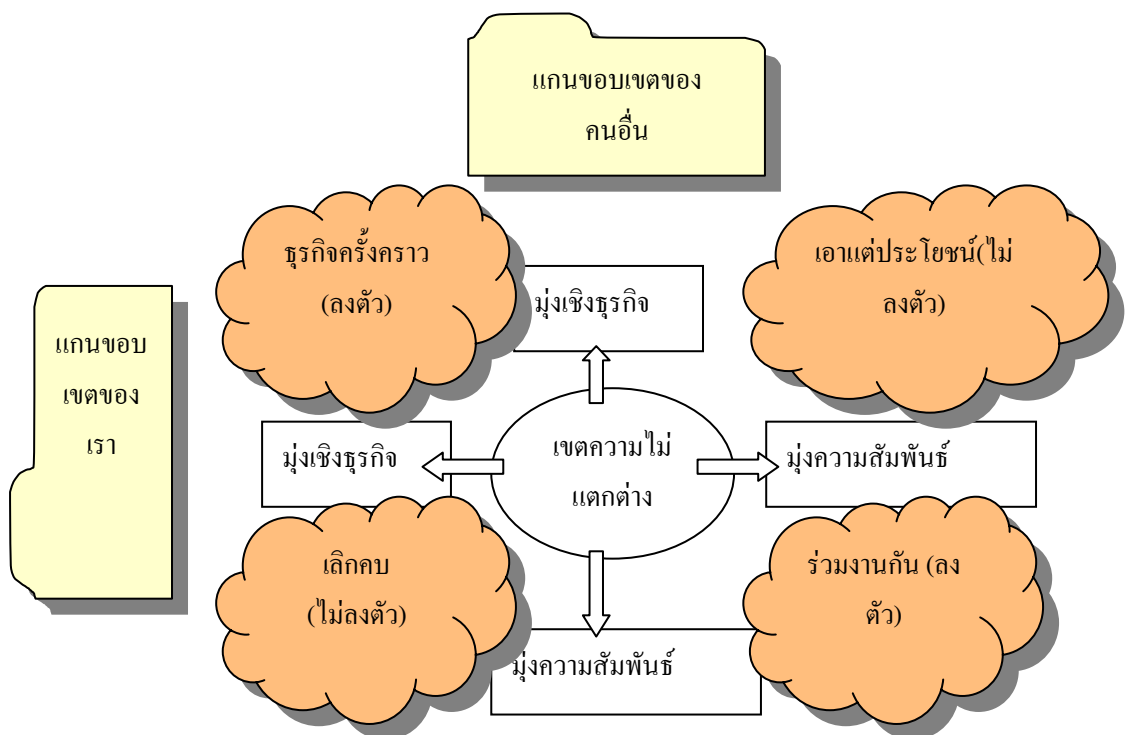 แกนขอบเขตของ
คนอื่น
ธุรกิจครั้งคราว
(ลงตัว)
เอาแต่ประโยชน์(ไม่
ลงตัว)
มุ่งเชิงธุรกิจ
แกนขอบ
เขตของ
เรา
มุ่งเชิงธุรกิจ
เขตความไม่
แตกต่าง
มุ่งความสัมพันธ์
เลิกคบ
(ไม่ลงตัว)
ร่วมงานกัน (ลง
ตัว)
มุ่งความสัมพันธ์